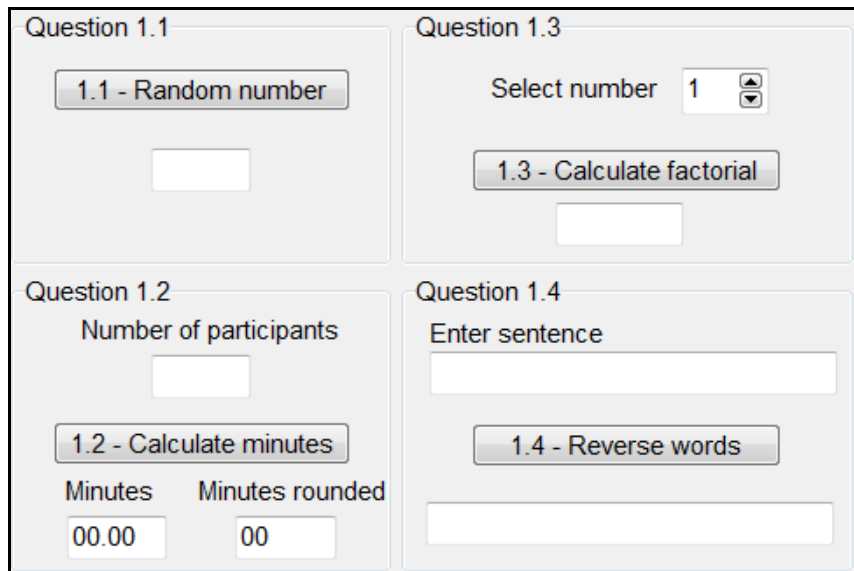 Question 1.1
1.1 - Random number
Question 1.3
Select number 1
1.3 - Calculate factorial
Question 1.2
Number of participants
1.2 - Calculate minutes
Minutes Minutes rounded
00.00 00
Question 1.4
Enter sentence
1.4 - Reverse words